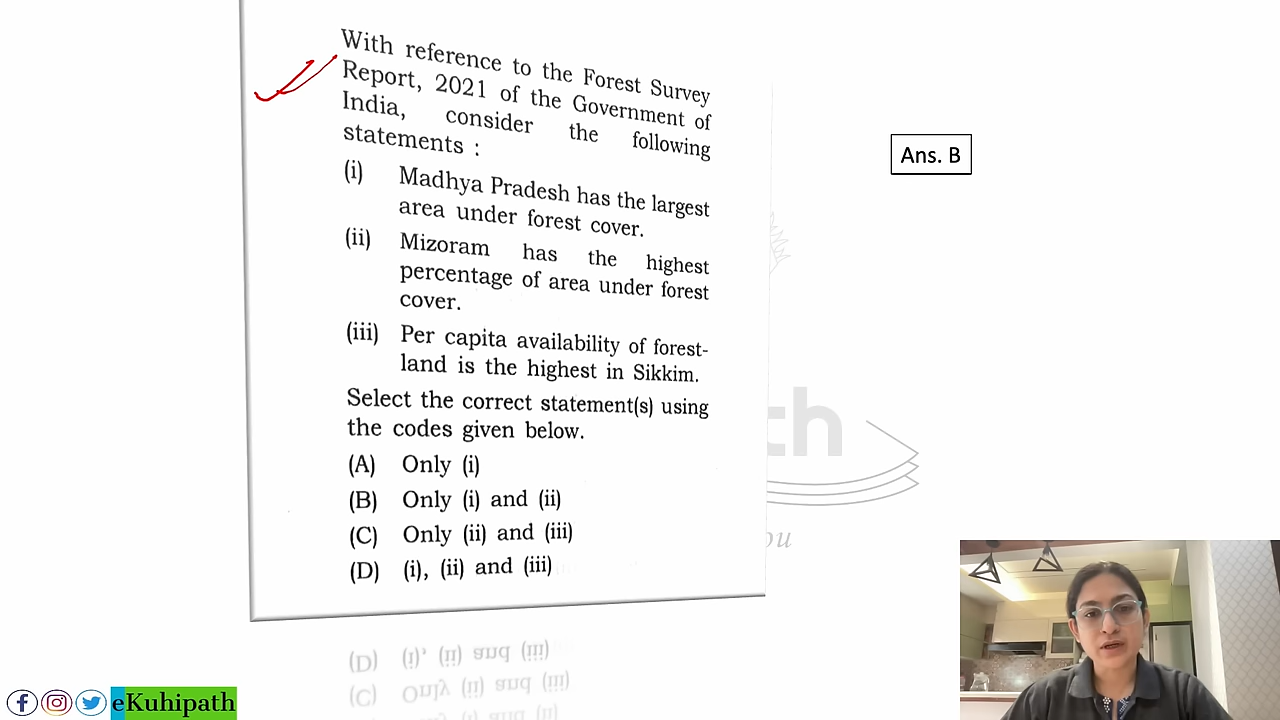 With reference to the Forest Survey
Report, 2021 of the Government of
India, consider the following
statements :
(i) Madhya Pradesh has the largest
area under forest cover.
(ii) Mizoram has the highest
percentage of area under forest
cover.
(iii) Per capita availability of forest-
land is the highest in Sikkim.
Select the correct statement(s) using
the codes given below.
(A) Only (i)
(B) Only (i) and (ii)
(C) Only (ii) and (iii)
(D) (i), (ii) and (iii)
Ans. B
th
ou
eKuhipath